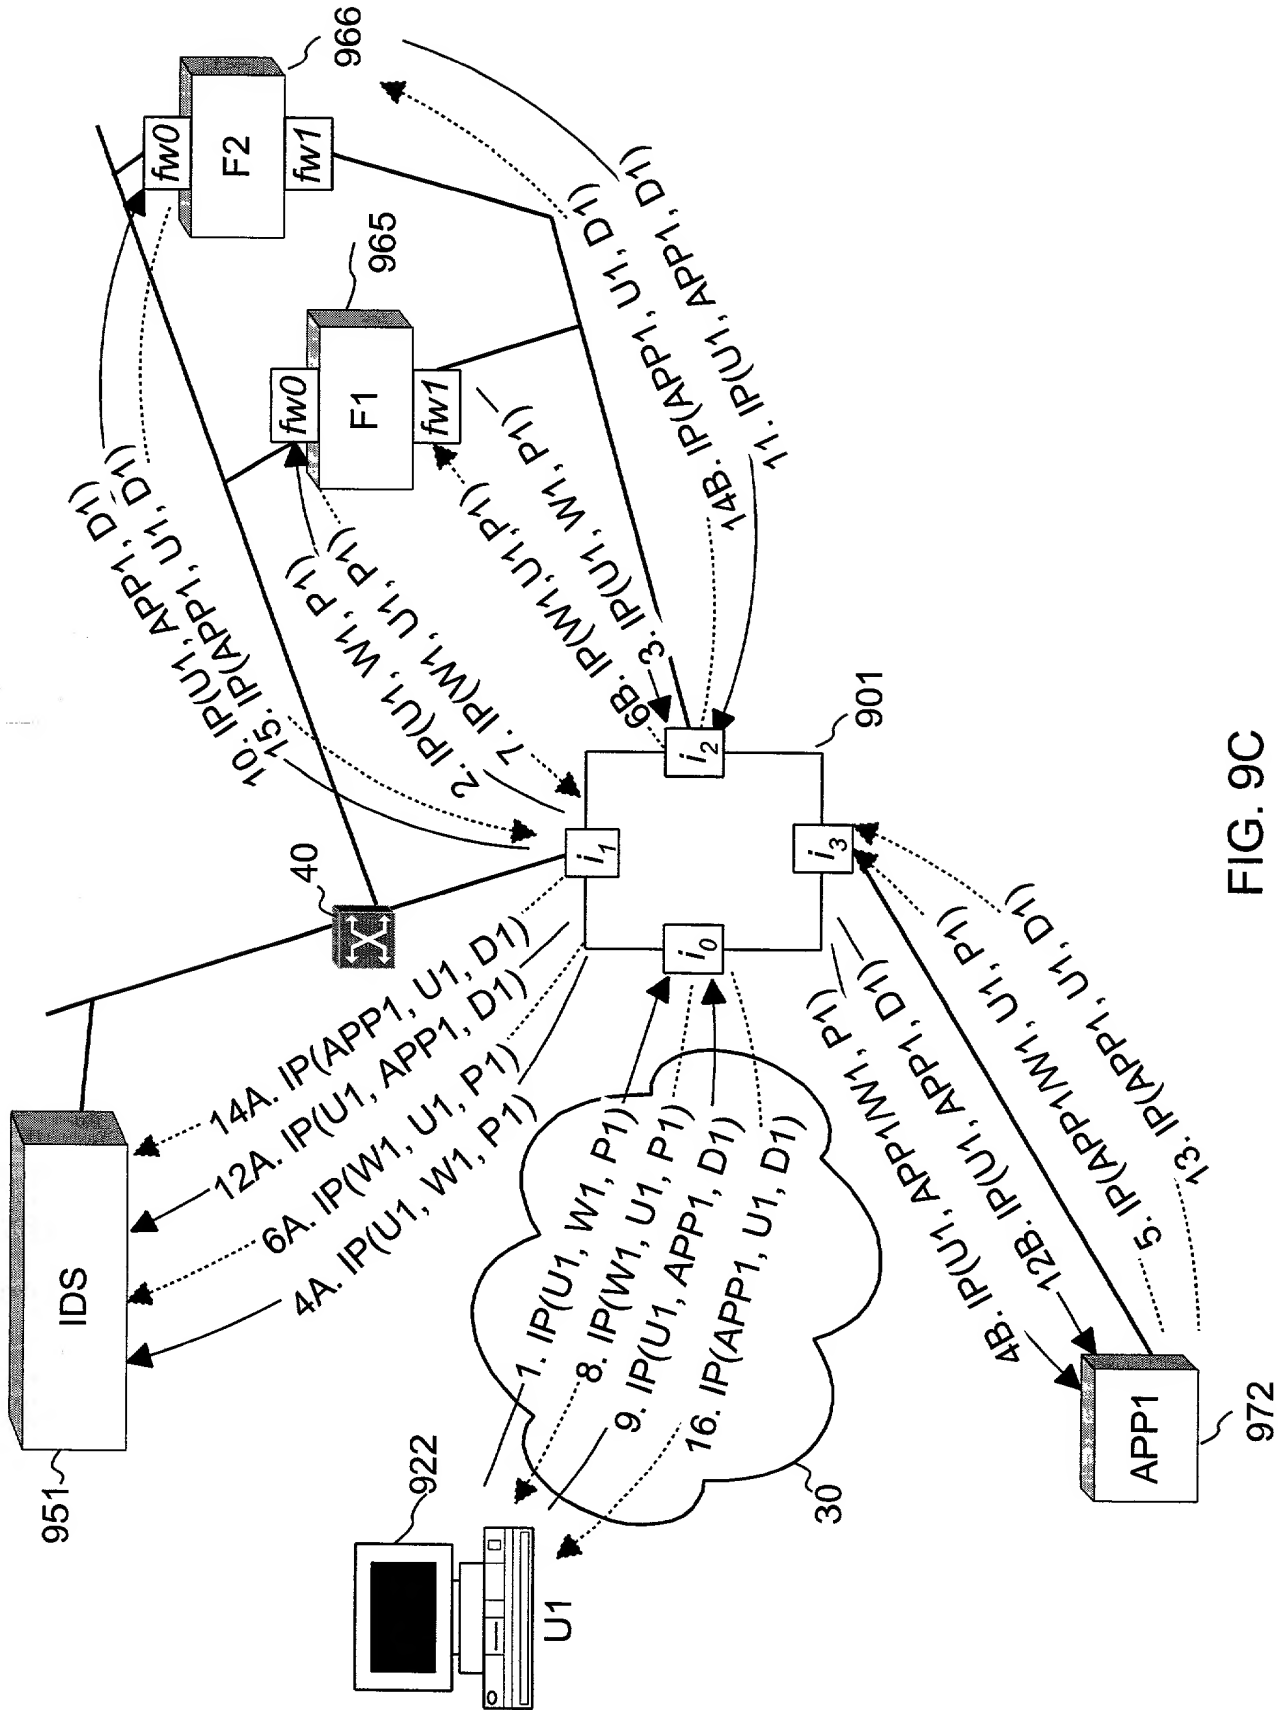 951
IDS
922
U1
14A. IP(APP1, U1, D1)
12A. IP(U1, APP1, D1)
6A. IP(W1, U1, P1)
4A. IP(U1, W1, P1)
1. IP(U1, W1, P1)
8. IP(W1, U1, P1)
9. IP(U1, APP1, D1)
16. IP(APP1, U1, D1)
30
40
10. IP(U1, APP1, D1)
15. IP(APP1, U1, D1)
2. IP(U1, W1, P1)
7. IP(W1, U1, P1)
6B. IP(W1,U1,P1)
3. IP(U1, W1, P1)
14B. IP(APP1, U1, D1)
11. IP(U1, APP1, D1)
fw0
F1
fw1
965
fw0
F2
fw1
966
i1
i0
i2
i3
901
4B. IP(U1, APP1/W1, P1)
12B. IP(U1, APP1, D1)
5. IP(APP1/W1, U1, P1)
13. IP(APP1, U1, D1)
APP1
972
FIG. 9C